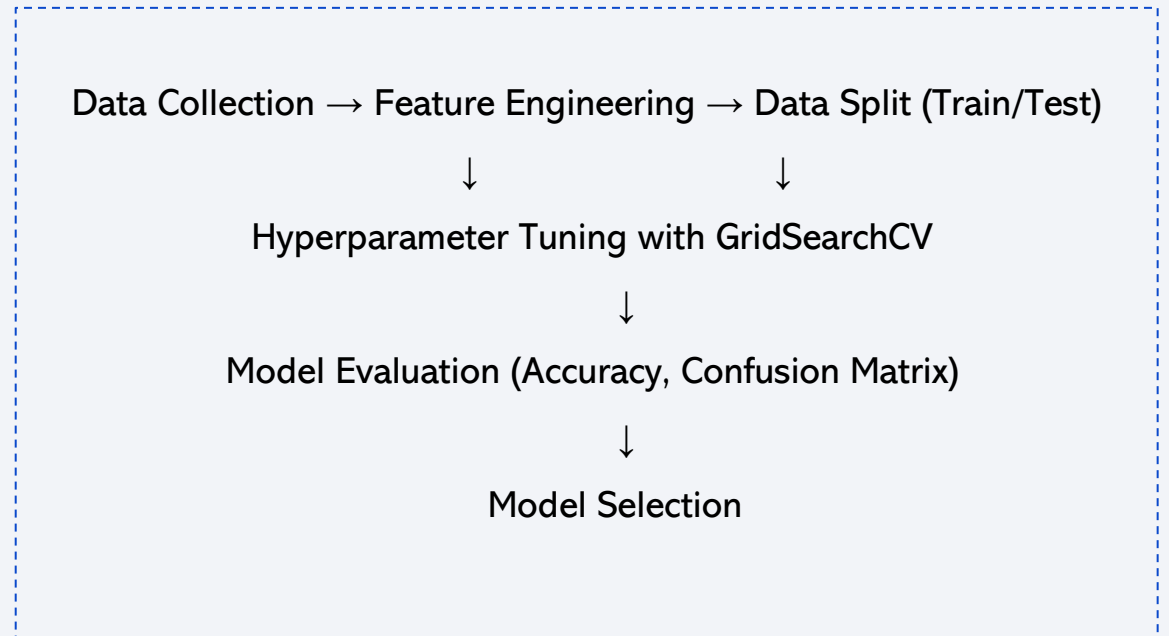 Data Collection → Feature Engineering → Data Split (Train/Test)
↓ ↓
Hyperparameter Tuning with GridSearchCV
↓
Model Evaluation (Accuracy, Confusion Matrix)
↓
Model Selection